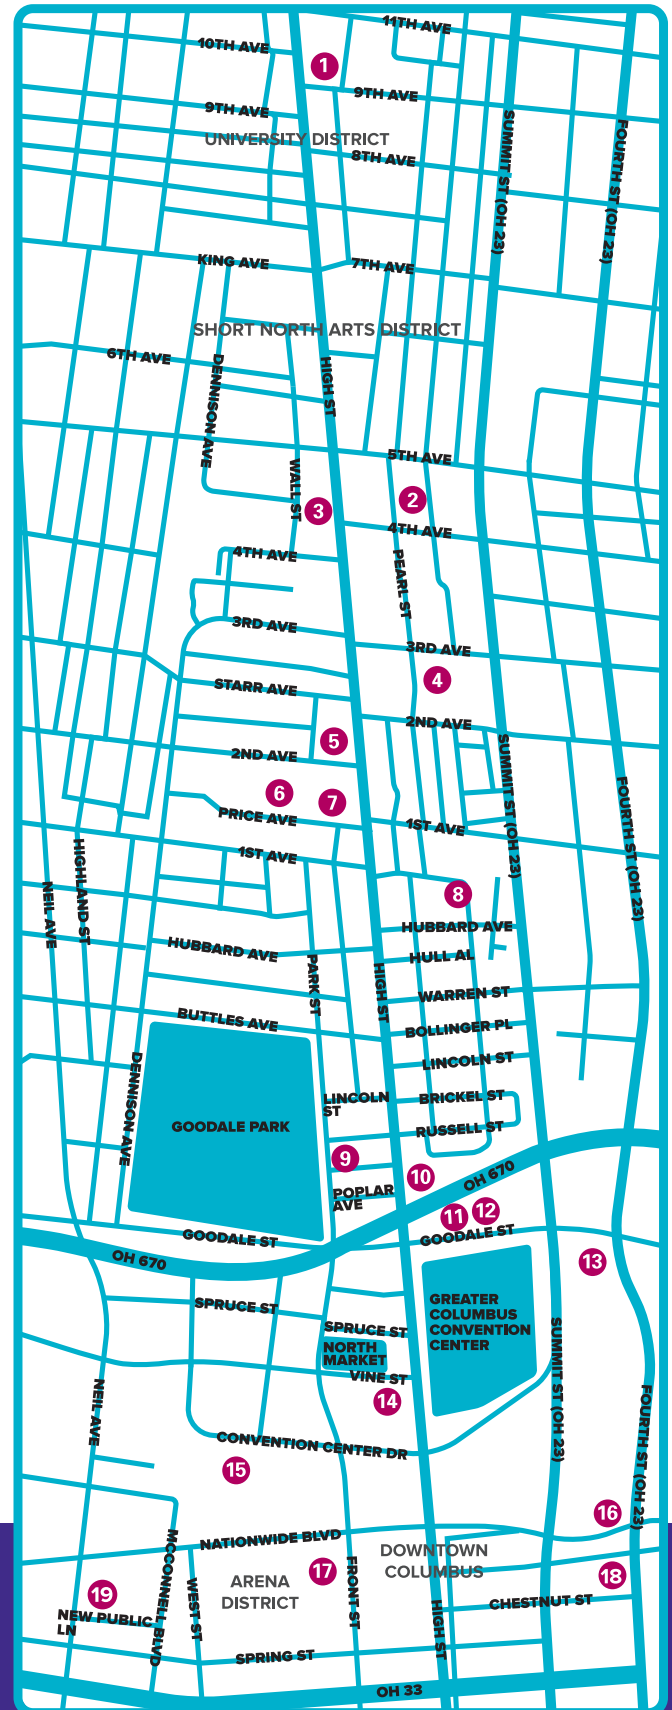 11TH AVE
10TH AVE
1
9TH AVE
9TH AVE
SUMMIT ST (OH 23)
FOURTH ST (OH 23)
UNIVERSITY DISTRICT
8TH AVE
KING AVE
7TH AVE
SHORT NORTH ARTS DISTRICT
6TH AVE
DENNISON AVE
HIGH ST
5TH AVE
WALL ST
2
3
4TH AVE
4TH AVE
PEARL ST
3RD AVE
3RD AVE
4
STARR AVE
2ND AVE
5
2ND AVE
SUMMIT ST (OH 23)
FOURTH ST (OH 23)
6
7
PRICE AVE
1ST AVE
1ST AVE
HIGHLAND ST
NEIL AVE
8
HUBBARD AVE
HUBBARD AVE
HULL AL
PARK ST
HIGH ST
WARREN ST
BUTTLES AVE
BOLLINGER PL
LINCOLN ST
DENNISON AVE
LINCOLN
ST
BRICKEL ST
GOODALE PARK
RUSSELL ST
9
10
OH 670
POPLAR
AVE
11
12
GOODALE ST
GOODALE ST
OH 670
13
GREATER
COLUMBUS
CONVENTION
CENTER
SPRUCE ST
SPRUCE ST
NORTH
MARKET
VINE ST
SUMMIT ST (OH 23)
NEIL AVE
14
FOURTH ST (OH 23)
CONVENTION CENTER DR
15
16
NATIONWIDE BLVD
MCCONNELL BLVD
DOWNTOWN
COLUMBUS
17
FRONT ST
ARENA
DISTRICT
18
19
WEST ST
CHESTNUT ST
NEW PUBLIC
LN
HIGH ST
SPRING ST
OH 33